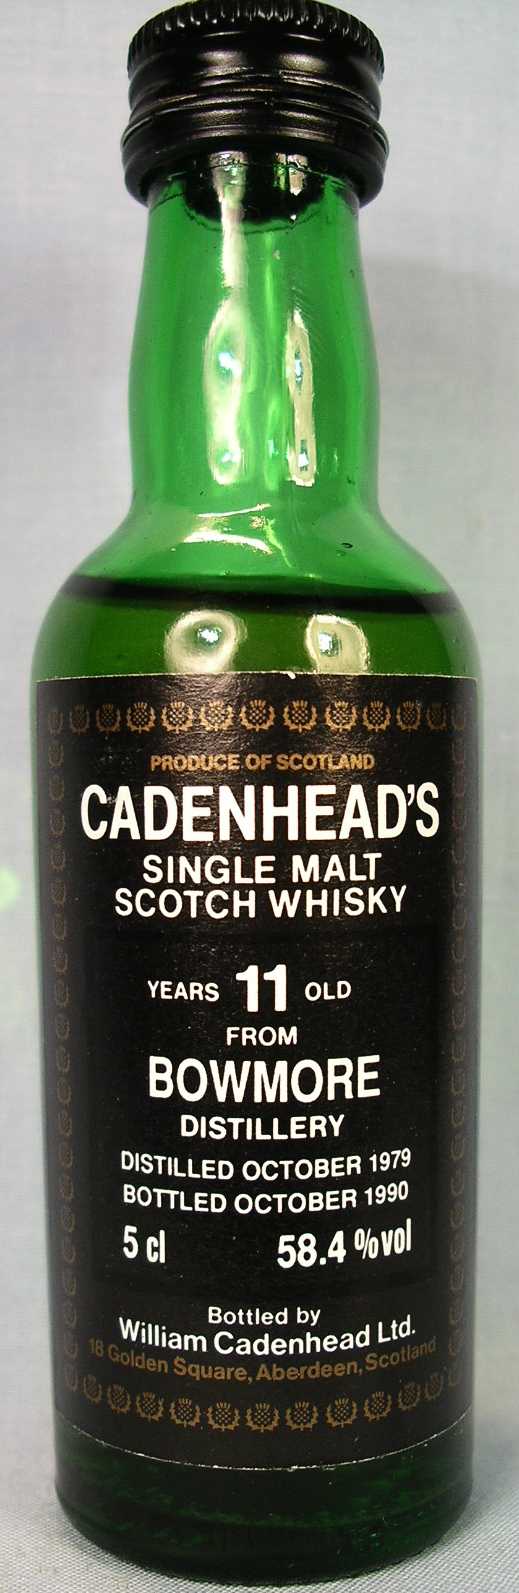 PRODUCE OF SCOTLAND
CADENHEAD'S
SINGLE MALT
SCOTCH WHISKY
YEARS 11 OLD
FROM
BOWMORE
DISTILLERY
DISTILLED OCTOBER 1979
BOTTLED OCTOBER 1990
5 cl 58.4 %vol
Bottled by
William Cadenhead Ltd.
18 Golden Square, Aberdeen, Scotland